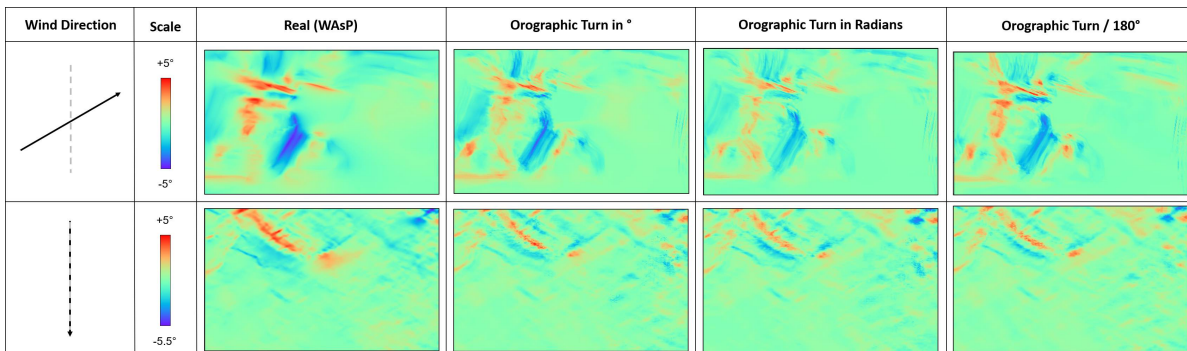 Wind Direction Scale Real (WAsP) Orographic Turn in ° Orographic Turn in Radians Orographic Turn / 180°
+5°
-5°
+5°
-5.5°